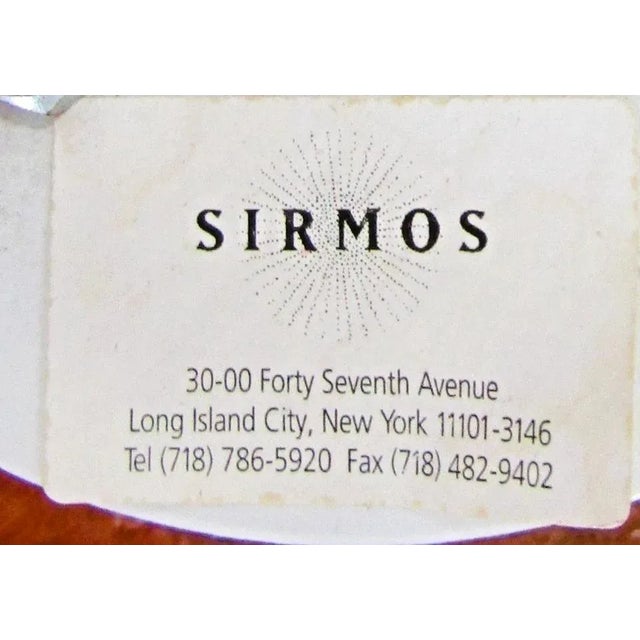 SIRMOS
30-00 Forty Seventh Avenue
Long Island City, New York 11101-3146
Tel (718) 786-5920 Fax (718) 482-9402